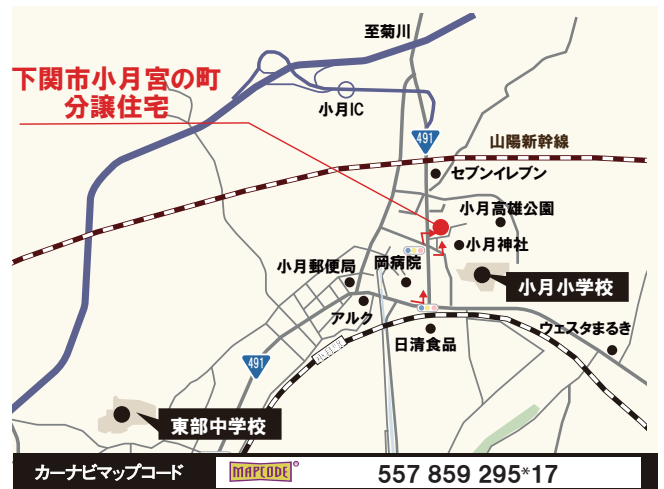 至菊川
下関市小月宮の町
分譲住宅
小月IC
491
山陽新幹線
セブンイレブン
小月高雄公園
小月神社
小月郵便局
岡病院
小月小学校
アルク
日清食品
ウェスタまるき
小月駅
491
東部中学校
カーナビマップコード
MAPCODE®
557 859 295*17